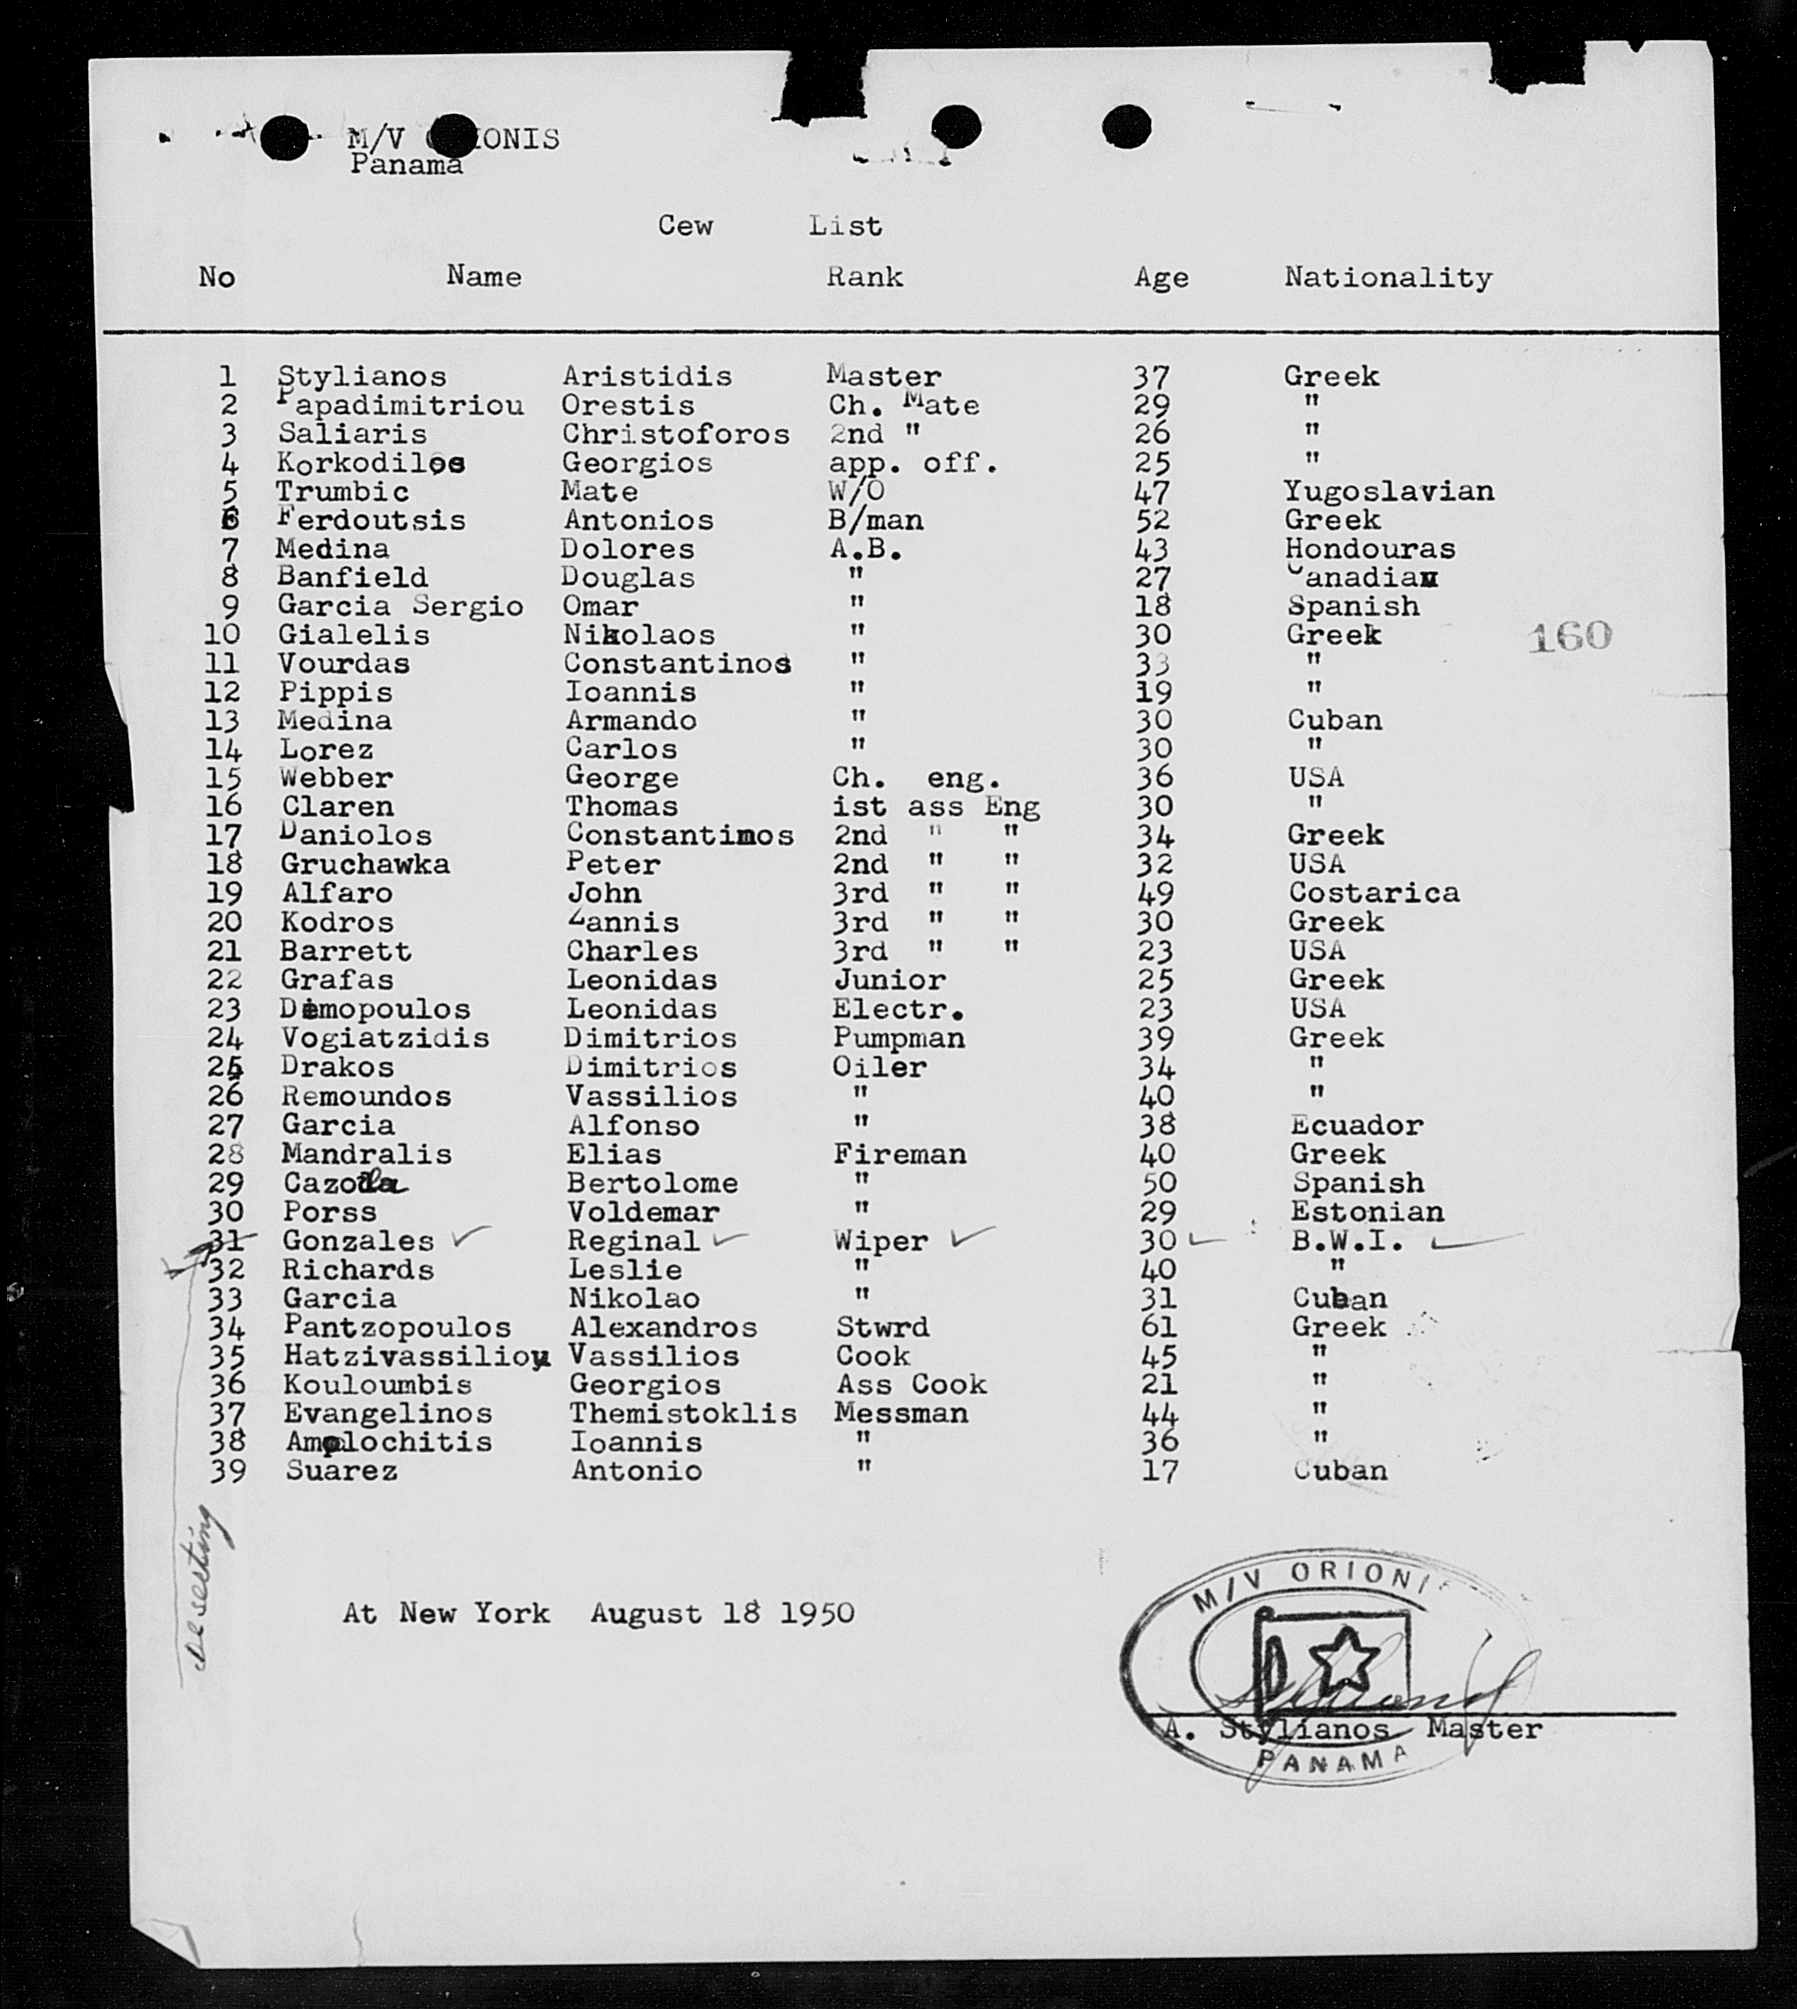 M/V ORIONIS
Panama
Cew List
No Name Rank Age Nationality
1 Stylianos Aristidis Master 37 Greek
2 Papadimitriou Orestis Ch. Mate 29 "
3 Saliaris Christoforos 2nd " 26 "
4 Korkodilos Georgios app. off. 25 "
5 Trumbic Mate W/O 47 Yugoslavian
6 Ferdoutsis Antonios B/man 52 Greek
7 Medina Dolores A.B. 43 Hondouras
8 Banfield Douglas " 27 Canadian
9 Garcia Sergio Omar " 18 Spanish
10 Gialelis Nikolaos " 30 Greek
160
11 Vourdas Constantinos " 33 "
12 Pippis Ioannis " 19 "
13 Medina Armando " 30 Cuban
14 Lorez Carlos " 30 "
15 Webber George Ch. eng. 36 USA
16 Claren Thomas ist ass Eng 30 "
17 Daniolos Constantinos 2nd " " 34 Greek
18 Gruchawka Peter 2nd " " 32 USA
19 Alfaro John 3rd " " 49 Costarica
20 Kodros Zannis 3rd " " 30 Greek
21 Barrett Charles 3rd " " 23 USA
22 Grafas Leonidas Junior 25 Greek
23 Dimopoulos Leonidas Electr. 23 USA
24 Vogiatzidis Dimitrios Pumpman 39 Greek
25 Drakos Dimitrios Oiler 34 "
26 Remoundos Vassilios " 40 "
27 Garcia Alfonso " 38 Ecuador
28 Mandralis Elias Fireman 40 Greek
29 Bertolome " 50 Spanish
30 Porss Voldemar " 29 Estonian
31 Gonzales Reginal Wiper 30 B.W.I.
32 Richards Leslie " 40 "
33 Garcia Nikolao " 31 Cuban
34 Pantzopoulos Alexandros Stwrd 61 Greek
35 Hatzivassiliou Vassilios Cook 45 "
36 Kouloumbis Georgios Ass Cook 21 "
37 Evangelinos Themistoklis Messman 44 "
38 Amolochitis Ioannis " 36 "
39 Suarez Antonio " 17 Cuban
Deserting
At New York August 18 1950
M/V ORIONIS
A. Stylianos Master
PANAMA